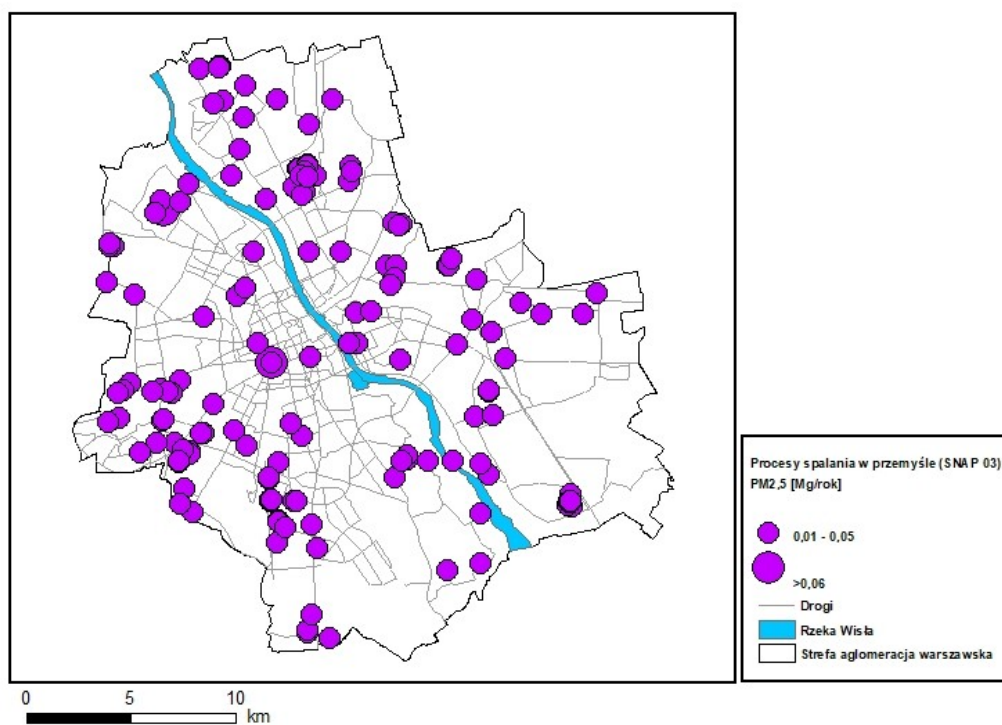 Procesy spalania w przemyśle (SNAP 03)
PM2,5 [Mg/rok]
0,01 - 0,05
>0,06
Drogi
Rzeka Wisła
Strefa aglomeracja warszawska
0 5 10
km